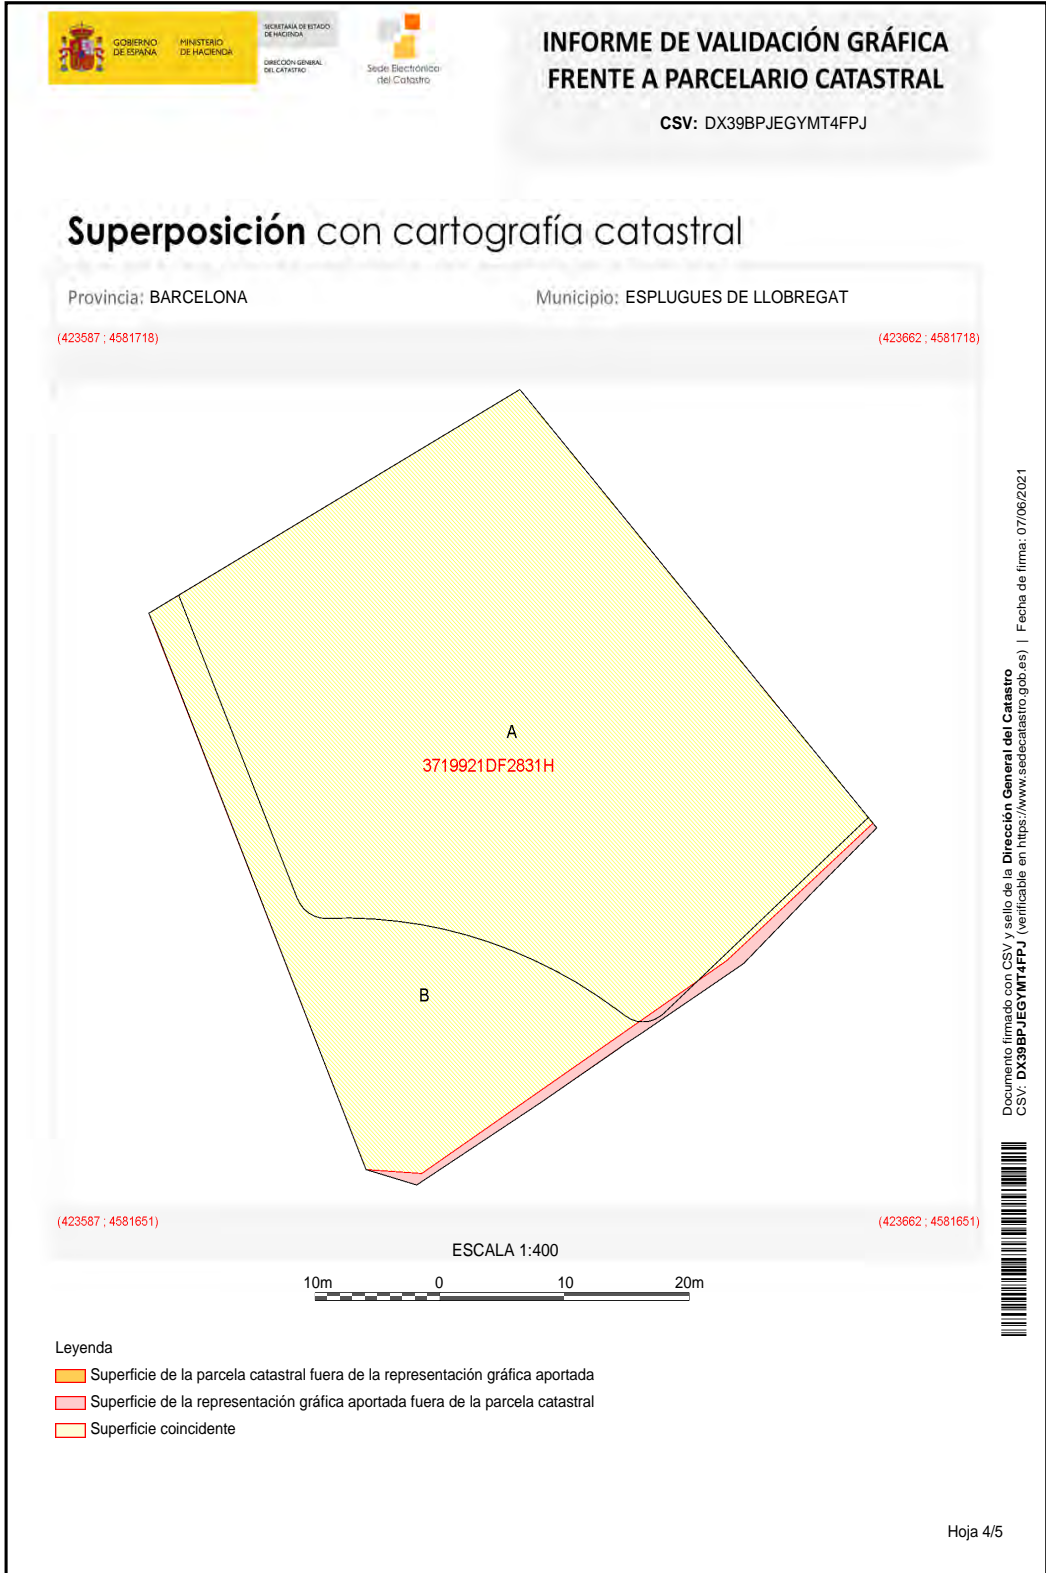 GOBIERNO
DE ESPAÑA
MINISTERIO
DE HACIENDA
SECRETARÍA DE ESTADO
DE HACIENDA
DIRECCIÓN GENERAL
DEL CATASTRO
Sede Electrónica
del Catastro
INFORME DE VALIDACIÓN GRÁFICA
FRENTE A PARCELARIO CATASTRAL
CSV: DX39BPJEGYMT4FPJ
Superposición con cartografía catastral
Provincia: BARCELONA
Municipio: ESPLUGUES DE LLOBREGAT
(423587 ; 4581718)
(423662 ; 4581718)
A
3719921DF2831H
B
(423587 ; 4581651)
(423662 ; 4581651)
ESCALA 1:400
10m 0 10 20m
Leyenda
Superficie de la parcela catastral fuera de la representación gráfica aportada
Superficie de la representación gráfica aportada fuera de la parcela catastral
Superficie coincidente
Documento firmado con CSV y sello de la Dirección General del Catastro
CSV: DX39BPJEGYMT4FPJ (verificable en https://www.sedecatastro.gob.es) | Fecha de firma: 07/06/2021
Hoja 4/5